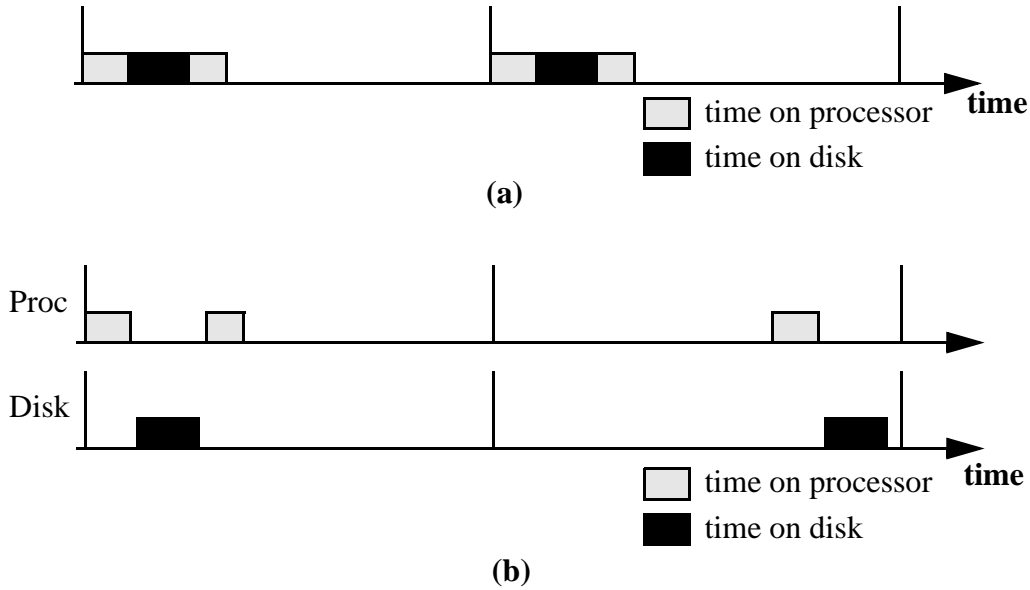 time
time on processor
time on disk
(a)
Proc
Disk
time
time on processor
time on disk
(b)